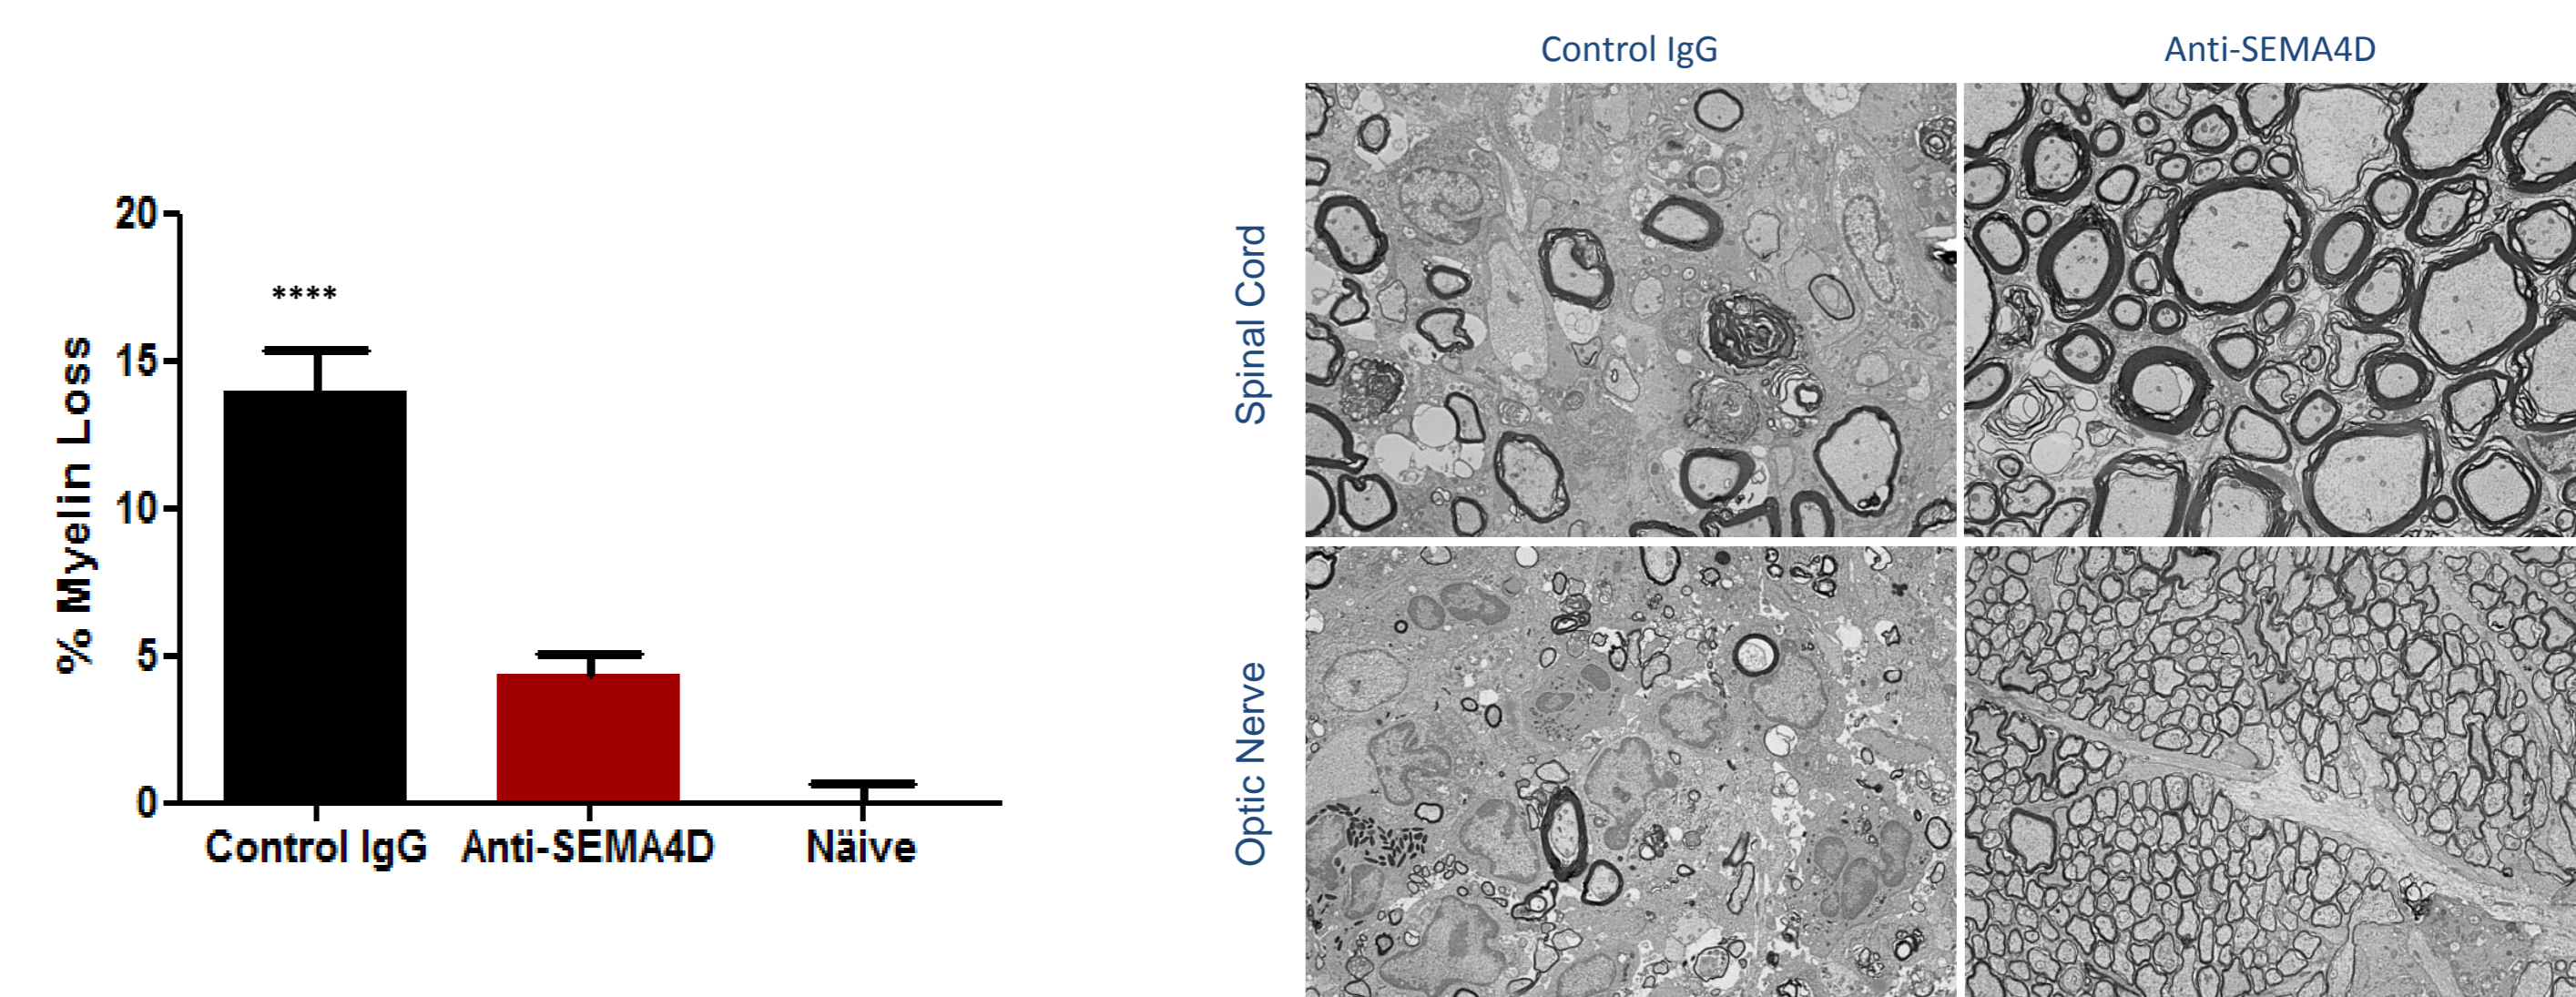 Control IgG
Anti-SEMA4D
Spinal Cord
Optic Nerve
% Myelin Loss
20
15
10
5
0
****
Control IgG
Anti-SEMA4D
Näive